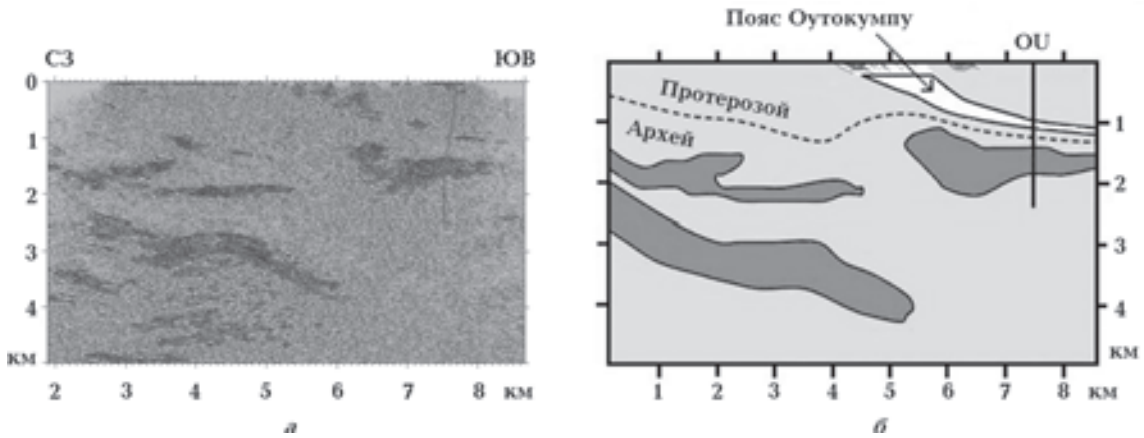 СЗ
ЮВ
0
1
2
3
4
км
2 3 4 5 6 7 8 км
а
Пояс Оутокумпу
OU
Протерозой
Архей
1
2
3
4
км
1 2 3 4 5 6 7 8 км
б